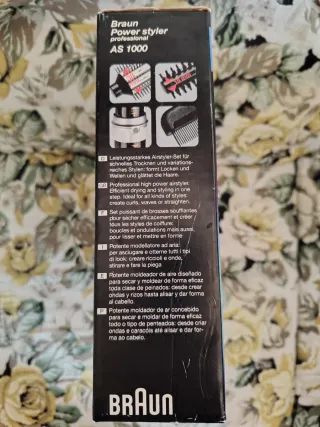 Braun
Power styler
professional
AS 1000
D Leistungsstarkes Airstyler-Set für
schnelles Trocknen und variations-
reiches Stylen: formt Locken und
Wellen und glättet die Haare.
GB Professional high power airstyler.
Efficient drying and styling in one
step. Ideal for all kinds of styles:
create curls, waves or straighten.
F Set puissant de brosses soufflantes
pour sécher efficacement et créer
tous les styles de coiffure:
boucles et ondulations mais aussi
pour lisser et mettre en forme
I Potente modellatore ad aria:
per asciugare e ottenere tutti i tipi
di look: creare riccioli e onde,
stirare e fare la piega
E Potente moldeador de aire diseñado
para secar y moldear de forma eficaz
toda clase de peinados: desde crear
ondas y rizos hasta alisar y dar forma
al cabello.
P Potente moldador de ar concebido
para secar e moldar de forma eficaz
todo o tipo de penteados: desde criar
ondas e caracóis até alisar e dar for-
ma ao cabelo.
BRAUN